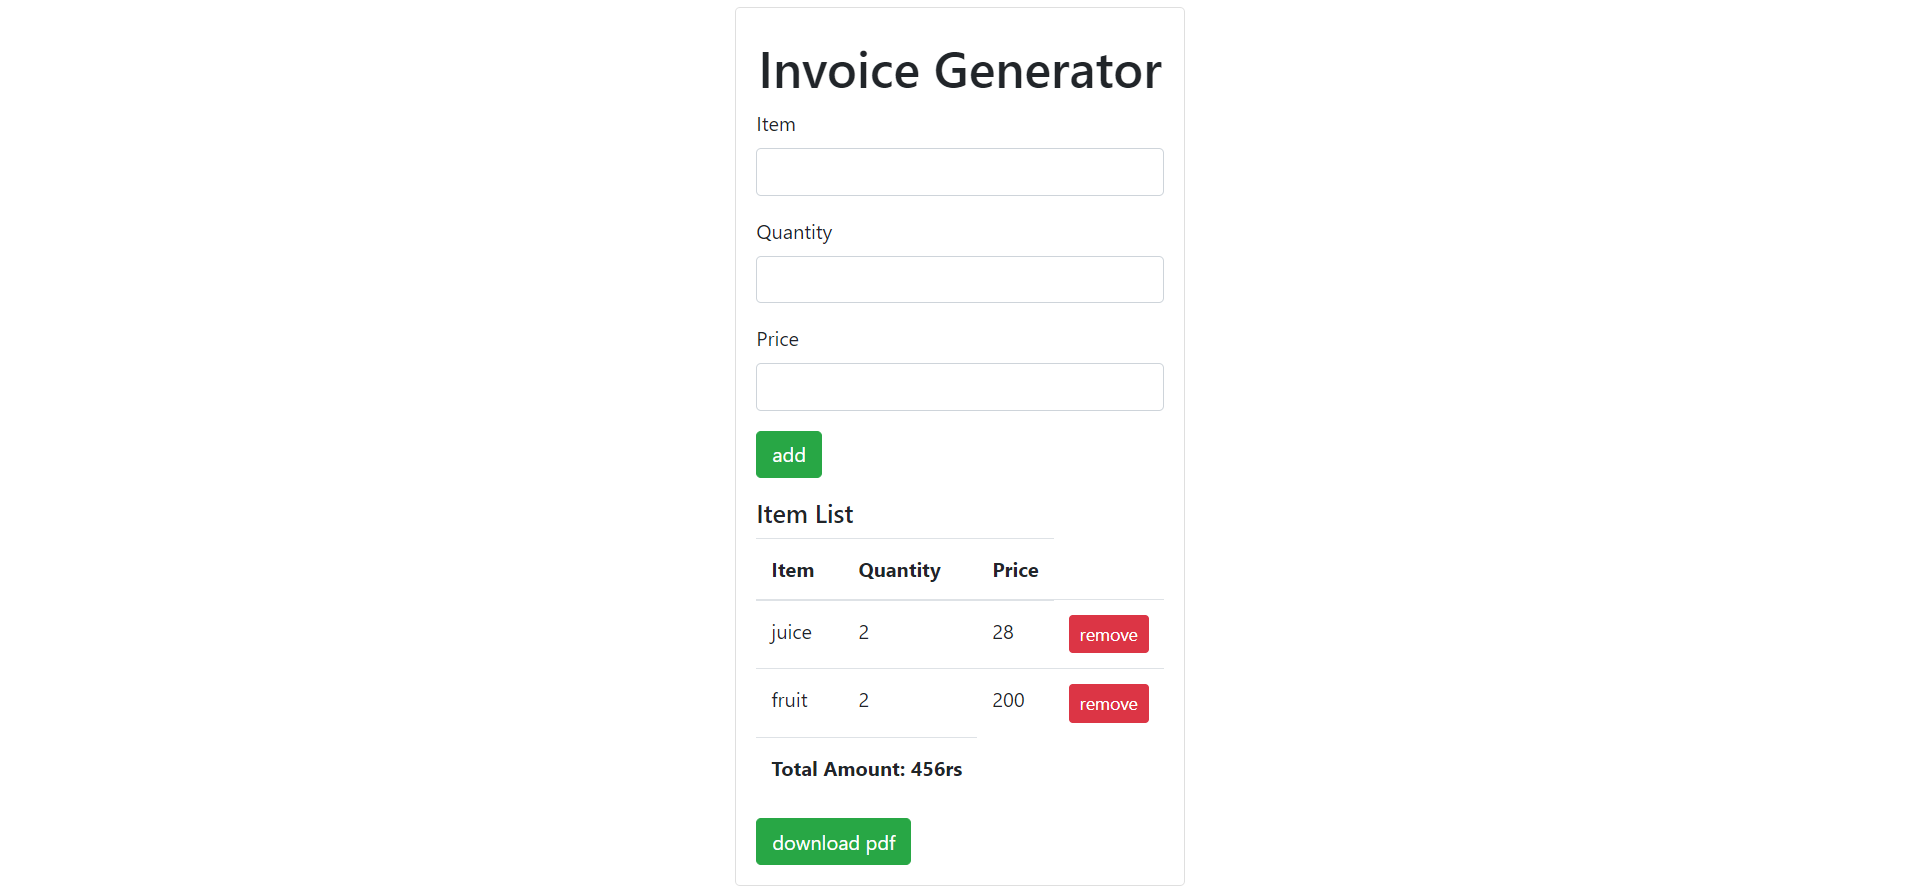 Invoice Generator
Item
Quantity
Price
add
Item List
Item Quantity Price
juice 2 28 remove
fruit 2 200 remove
Total Amount: 456rs
download pdf